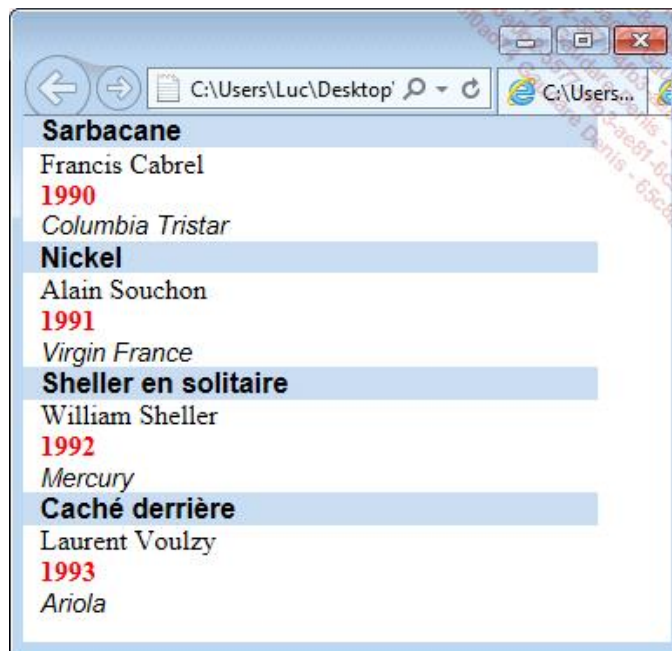 C:\Users\Luc\Desktop
C:\Users...
Sarbacane
Francis Cabrel
1990
Columbia Tristar
Nickel
Alain Souchon
1991
Virgin France
Sheller en solitaire
William Sheller
1992
Mercury
Caché derrière
Laurent Voulzy
1993
Ariola